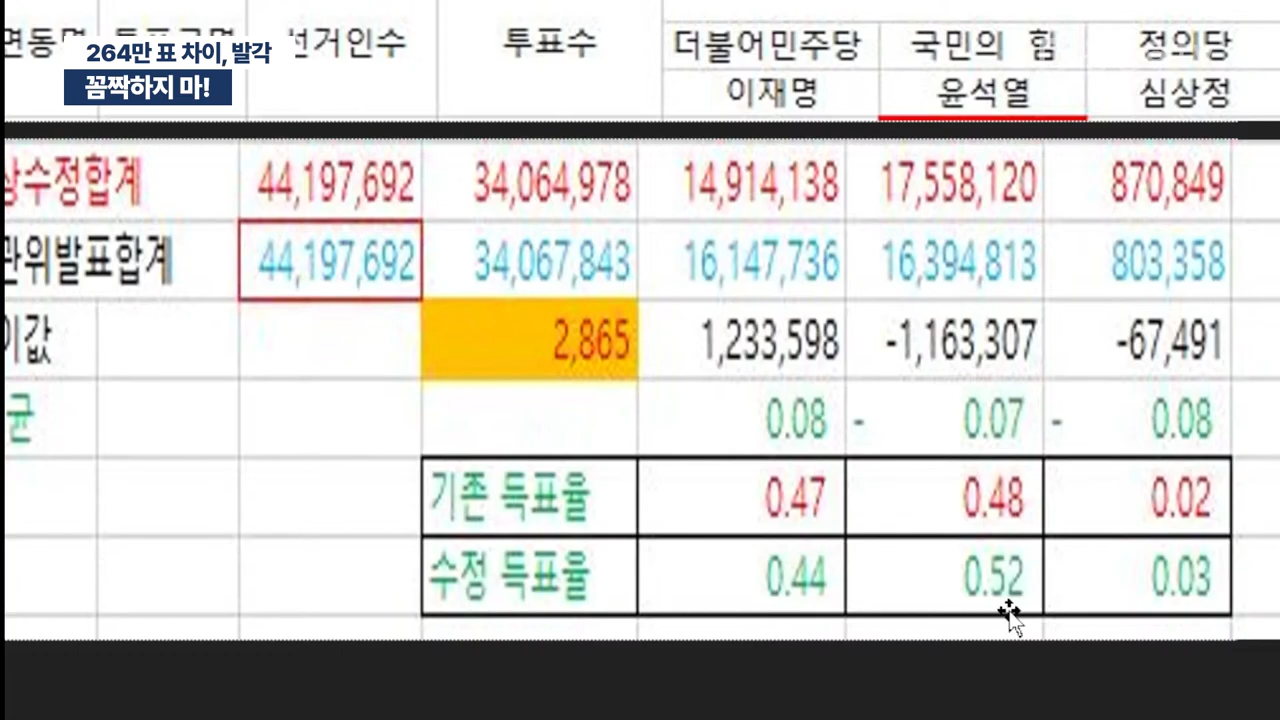 264만 표 차이, 발각
꼼짝하지 마!
선거인수 투표수 더불어민주당 국민의 힘 정의당
이재명 윤석열 심상정
상수정합계 44,197,692 34,064,978 14,914,138 17,558,120 870,849
관위발표합계 44,197,692 34,067,843 16,147,736 16,394,813 803,358
이값 2,865 1,233,598 -1,163,307 -67,491
균 0.08 - 0.07 - 0.08
기존 득표율 0.47 0.48 0.02
수정 득표율 0.44 0.52 0.03